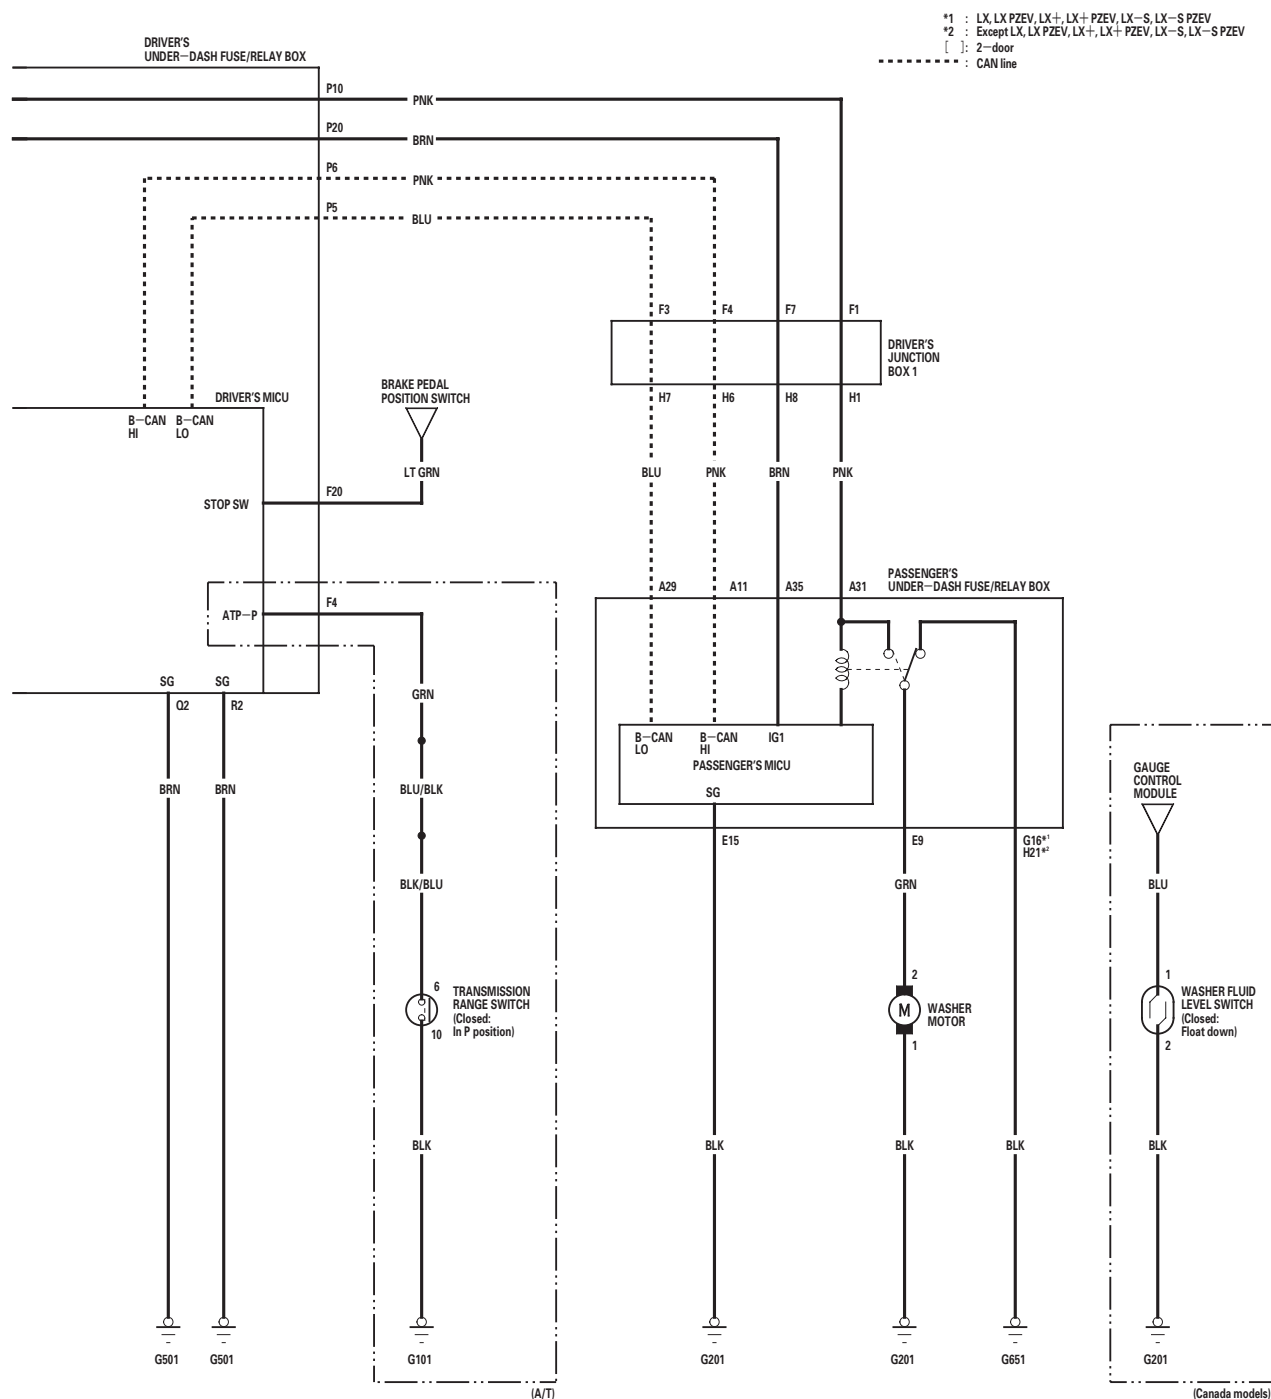 *1 : LX, LX PZEV, LX+, LX+ PZEV, LX-S, LX-S PZEV
*2 : Except LX, LX PZEV, LX+, LX+ PZEV, LX-S, LX-S PZEV
[ ]: 2-door
: CAN line
DRIVER'S
UNDER-DASH FUSE/RELAY BOX
P10
PNK
P20
BRN
P6
PNK
P5
BLU
F3
F4
F7
F1
DRIVER'S
JUNCTION
BOX 1
H7
H6
H8
H1
DRIVER'S MICU
B-CAN
HI
B-CAN
LO
BRAKE PEDAL
POSITION SWITCH
LT GRN
STOP SW
F20
BLU
PNK
BRN
PNK
PASSENGER'S
UNDER-DASH FUSE/RELAY BOX
A29
A11
A35
A31
ATP-P
F4
SG
SG
Q2
R2
GRN
B-CAN
LO
B-CAN
HI
IG1
PASSENGER'S MICU
SG
GAUGE
CONTROL
MODULE
BRN
BRN
BLU/BLK
E15
E9
G16*1
H21*2
BLK/BLU
GRN
BLU
6
TRANSMISSION
RANGE SWITCH
(Closed:
In P position)
10
2
WASHER
MOTOR
M
1
1
WASHER FLUID
LEVEL SWITCH
(Closed:
Float down)
2
BLK
BLK
BLK
BLK
BLK
G501
G501
G101
G201
G201
G651
G201
(A/T)
(Canada models)